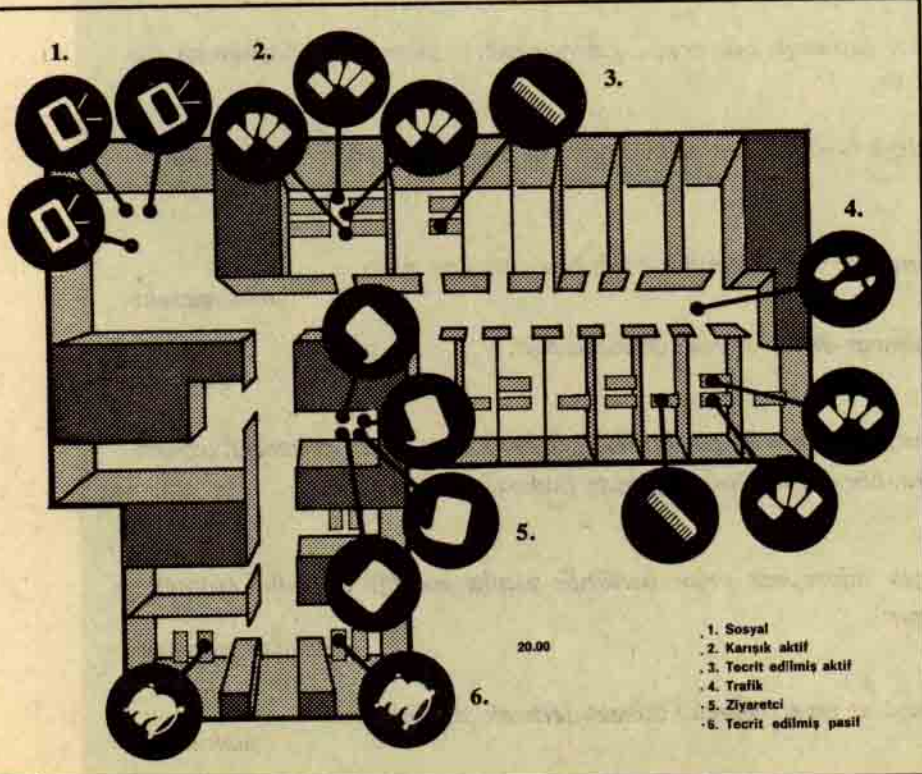 1.
2.
3.
4.
5.
6.
20.00
1. Sosyal
2. Karışık aktif
3. Tecrit edilmiş aktif
4. Trafik
5. Ziyaretci
6. Tecrit edilmiş pasif